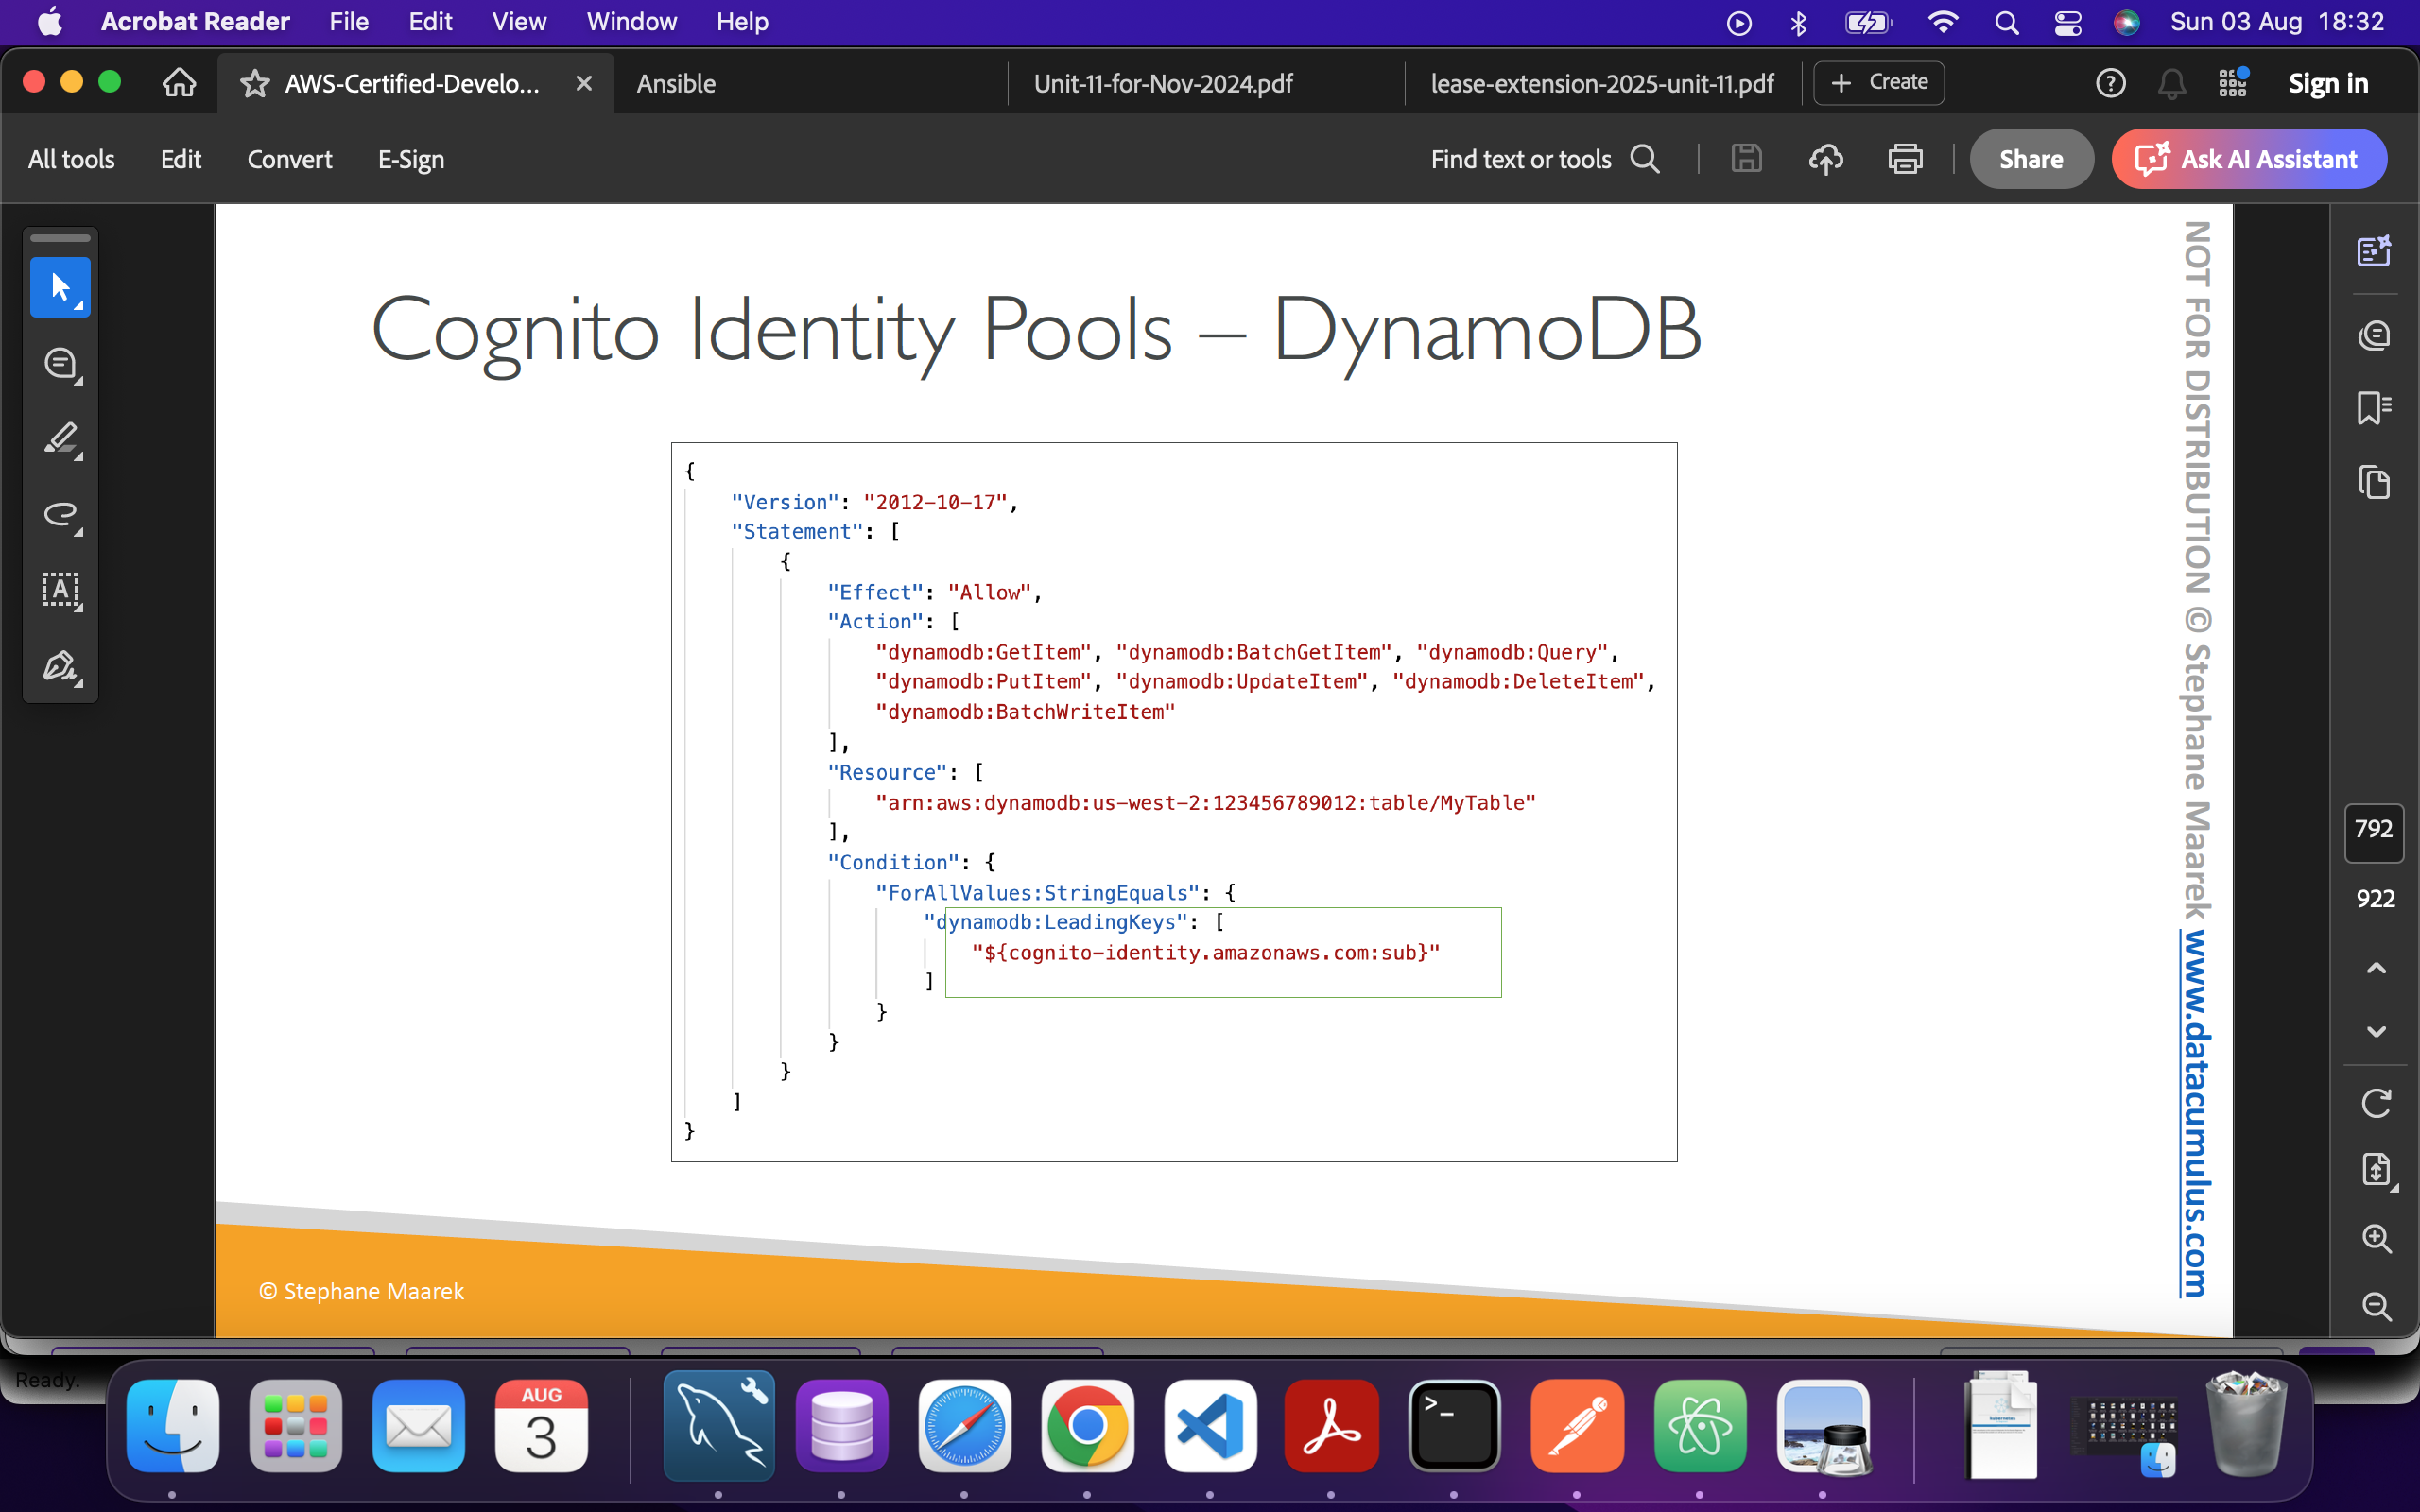 Acrobat Reader File Edit View Window Help Sun 03 Aug 18:32
AWS-Certified-Develo... Ansible Unit-11-for-Nov-2024.pdf lease-extension-2025-unit-11.pdf + Create Sign in
All tools Edit Convert E-Sign Find text or tools Share Ask AI Assistant
Cognito Identity Pools – DynamoDB
{
"Version": "2012-10-17",
"Statement": [
{
"Effect": "Allow",
"Action": [
"dynamodb:GetItem", "dynamodb:BatchGetItem", "dynamodb:Query",
"dynamodb:PutItem", "dynamodb:UpdateItem", "dynamodb:DeleteItem",
"dynamodb:BatchWriteItem"
],
"Resource": [
"arn:aws:dynamodb:us-west-2:123456789012:table/MyTable"
],
"Condition": {
"ForAllValues:StringEquals": {
"dynamodb:LeadingKeys": [
"${cognito-identity.amazonaws.com:sub}"
]
}
}
}
]
}
© Stephane Maarek
NOT FOR DISTRIBUTION © Stephane Maarek www.datacumulus.com
792
922
Ready.
AUG
3